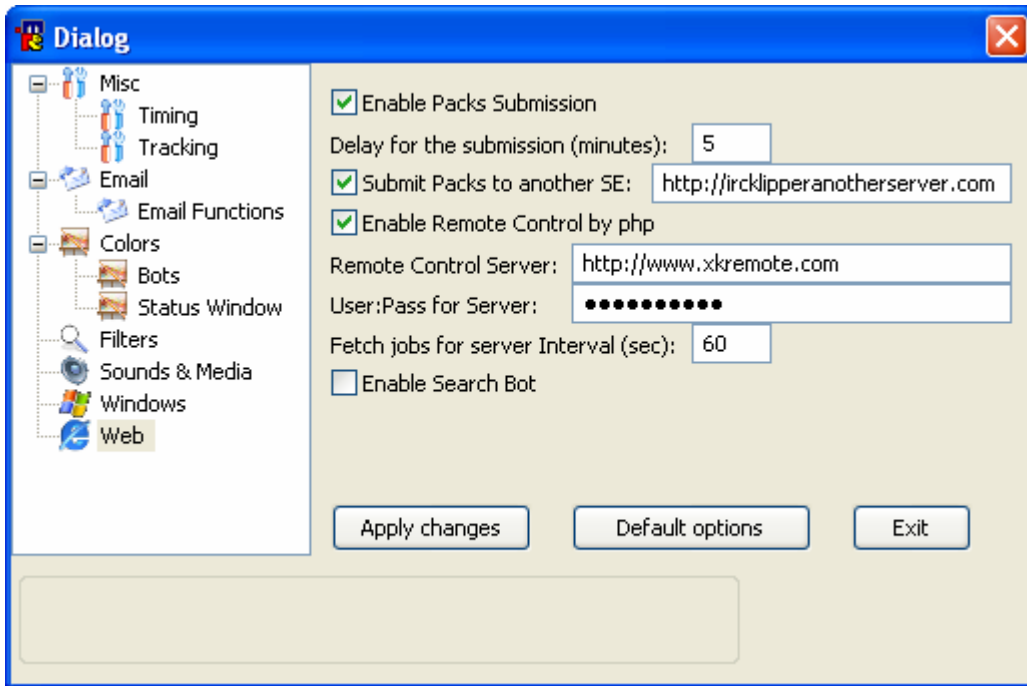 Dialog
Misc
Timing
Tracking
Email
Email Functions
Colors
Bots
Status Window
Filters
Sounds & Media
Windows
Web
Enable Packs Submission
Delay for the submission (minutes): 5
Submit Packs to another SE: http://ircklipperanotherserver.com
Enable Remote Control by php
Remote Control Server: http://www.xkremote.com
User:Pass for Server: ●●●●●●●●●●
Fetch jobs for server Interval (sec): 60
Enable Search Bot
Apply changes Default options Exit